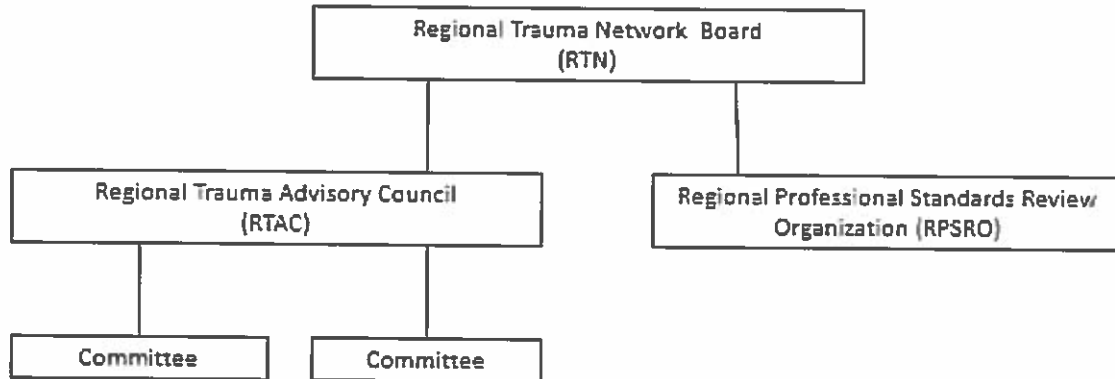 Regional Trauma Network Board
(RTN)
Regional Trauma Advisory Council
(RTAC)
Regional Professional Standards Review
Organization (RPSRO)
Committee
Committee